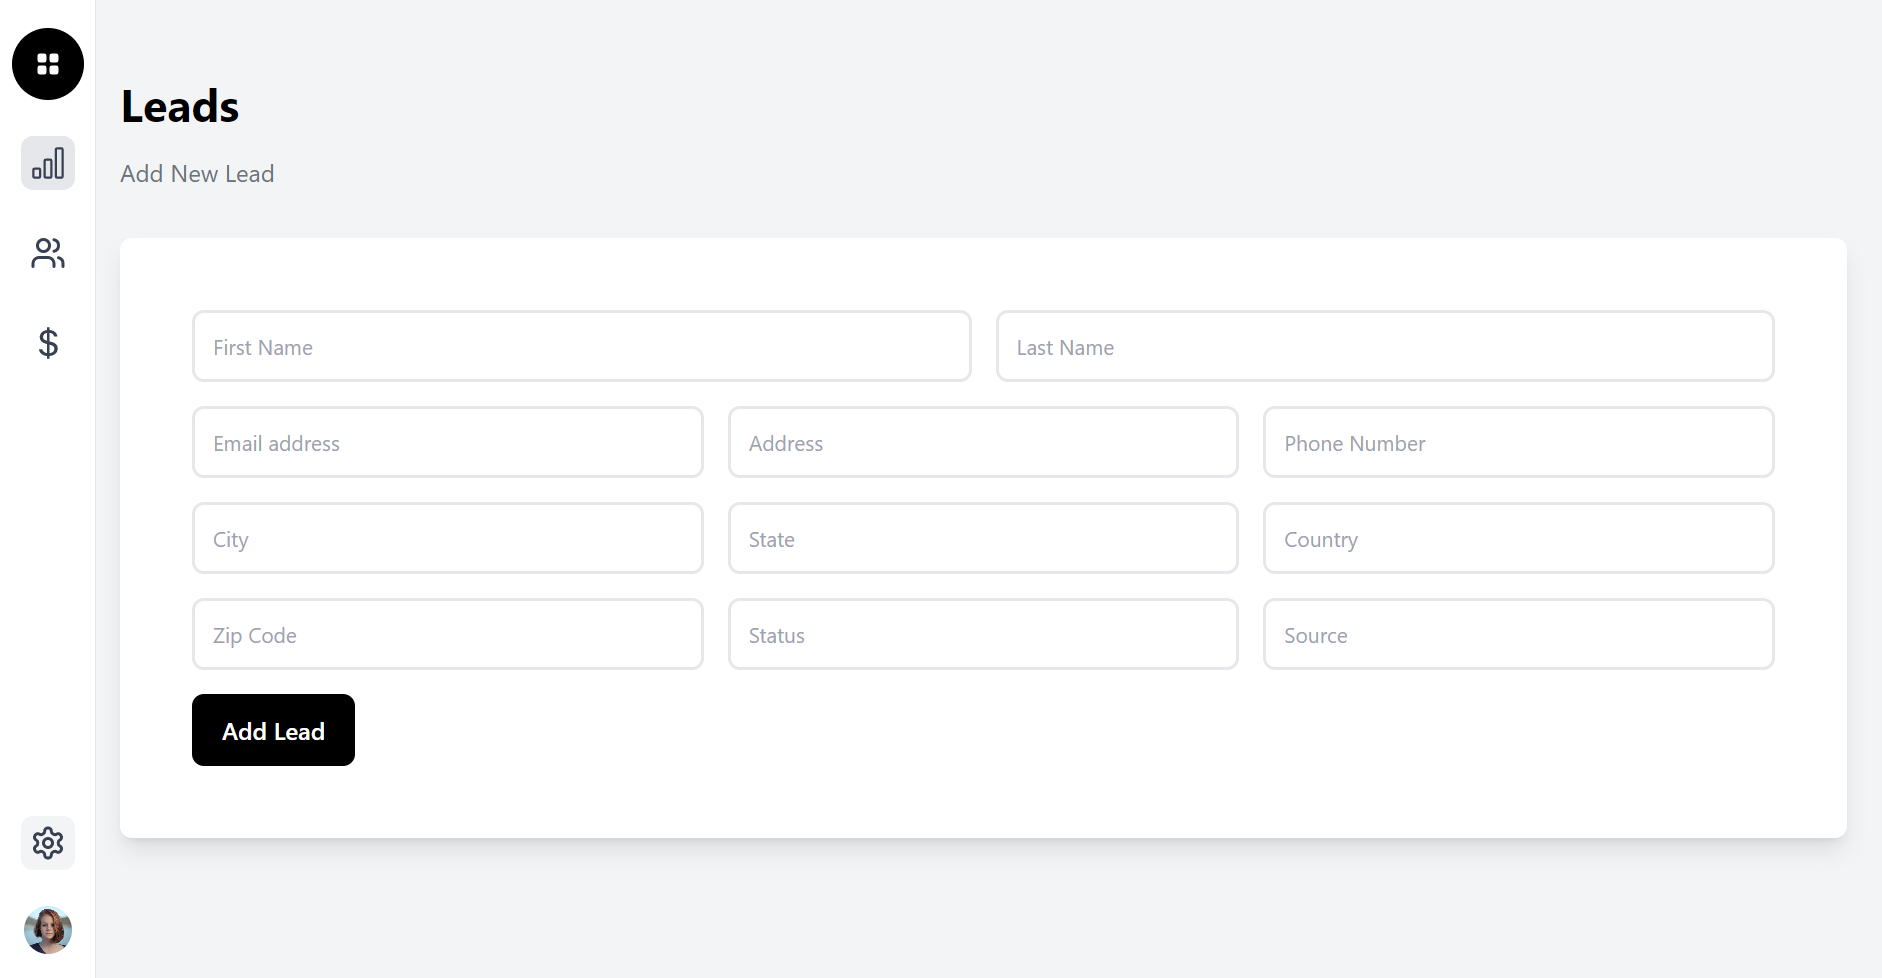 Leads
Add New Lead
First Name
Last Name
Email address
Address
Phone Number
City
State
Country
Zip Code
Status
Source
Add Lead